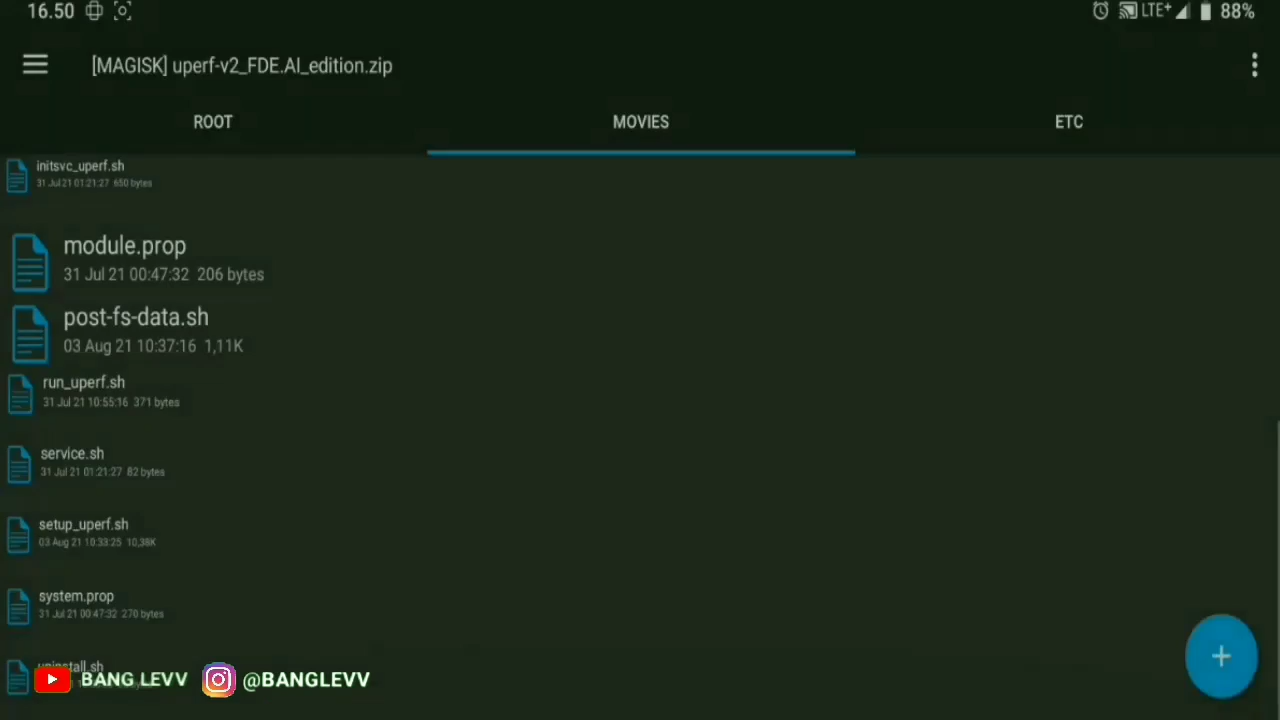 16.50 LTE+ 88%
[MAGISK] uperf-v2_FDE.AI_edition.zip
ROOT MOVIES ETC
initsvc_uperf.sh
31 Jul 21 01:21:27 650 bytes
module.prop
31 Jul 21 00:47:32 206 bytes
post-fs-data.sh
03 Aug 21 10:37:16 1,11K
run_uperf.sh
31 Jul 21 10:55:16 371 bytes
service.sh
31 Jul 21 01:21:27 82 bytes
setup_uperf.sh
03 Aug 21 10:33:25 10,38K
system.prop
31 Jul 21 00:47:32 270 bytes
uninstall.sh
BANG LEVV @BANGLEVV